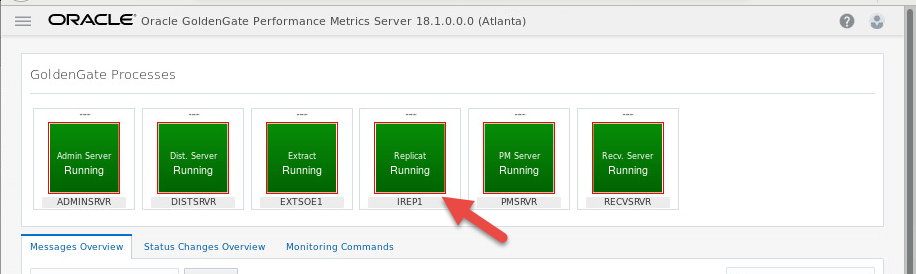 ORACLE® Oracle GoldenGate Performance Metrics Server 18.1.0.0.0 (Atlanta)
GoldenGate Processes
--- --- --- --- --- ---
Admin Server Dist. Server Extract Replicat PM Server Recv. Server
Running Running Running Running Running Running
ADMINSRVR DISTSRVR EXTSOE1 IREP1 PMSRVR RECVSRVR
Messages Overview Status Changes Overview Monitoring Commands